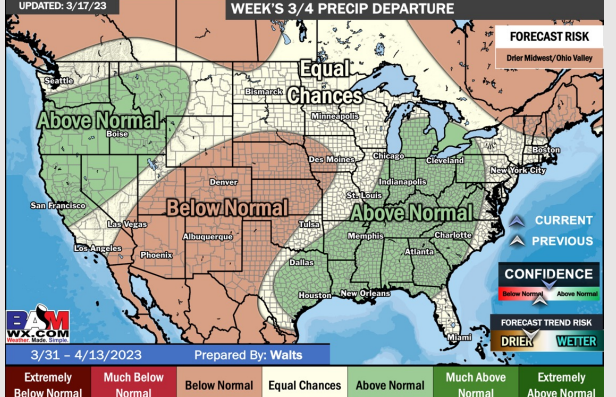 UPDATED: 3/17/23
WEEK'S 3/4 PRECIP DEPARTURE
FORECAST RISK
Drier Midwest/Ohio Valley
Seattle
Equal
Chances
Bismarck
Minneapolis
Above Normal
Boise
Boston
Des Moines
Chicago
Cleveland
New York City
Denver
Indianapolis
San Francisco
St. Louis
Below Normal
Above Normal
Las Vegas
Tulsa
CURRENT
Los Angeles
Albuquerque
Memphis
Charlotte
PREVIOUS
Phoenix
Atlanta
Dallas
CONFIDENCE
Houston
New Orleans
Below Normal
Above Normal
BAM
WX.COM
Weather. Made. Simple.
FORECAST TREND RISK
Miami
DRIER
WETTER
3/31 – 4/13/2023
Prepared By: Walts
Extremely
Below Normal
Much Below
Normal
Below Normal
Equal Chances
Above Normal
Much Above
Normal
Extremely
Above Normal